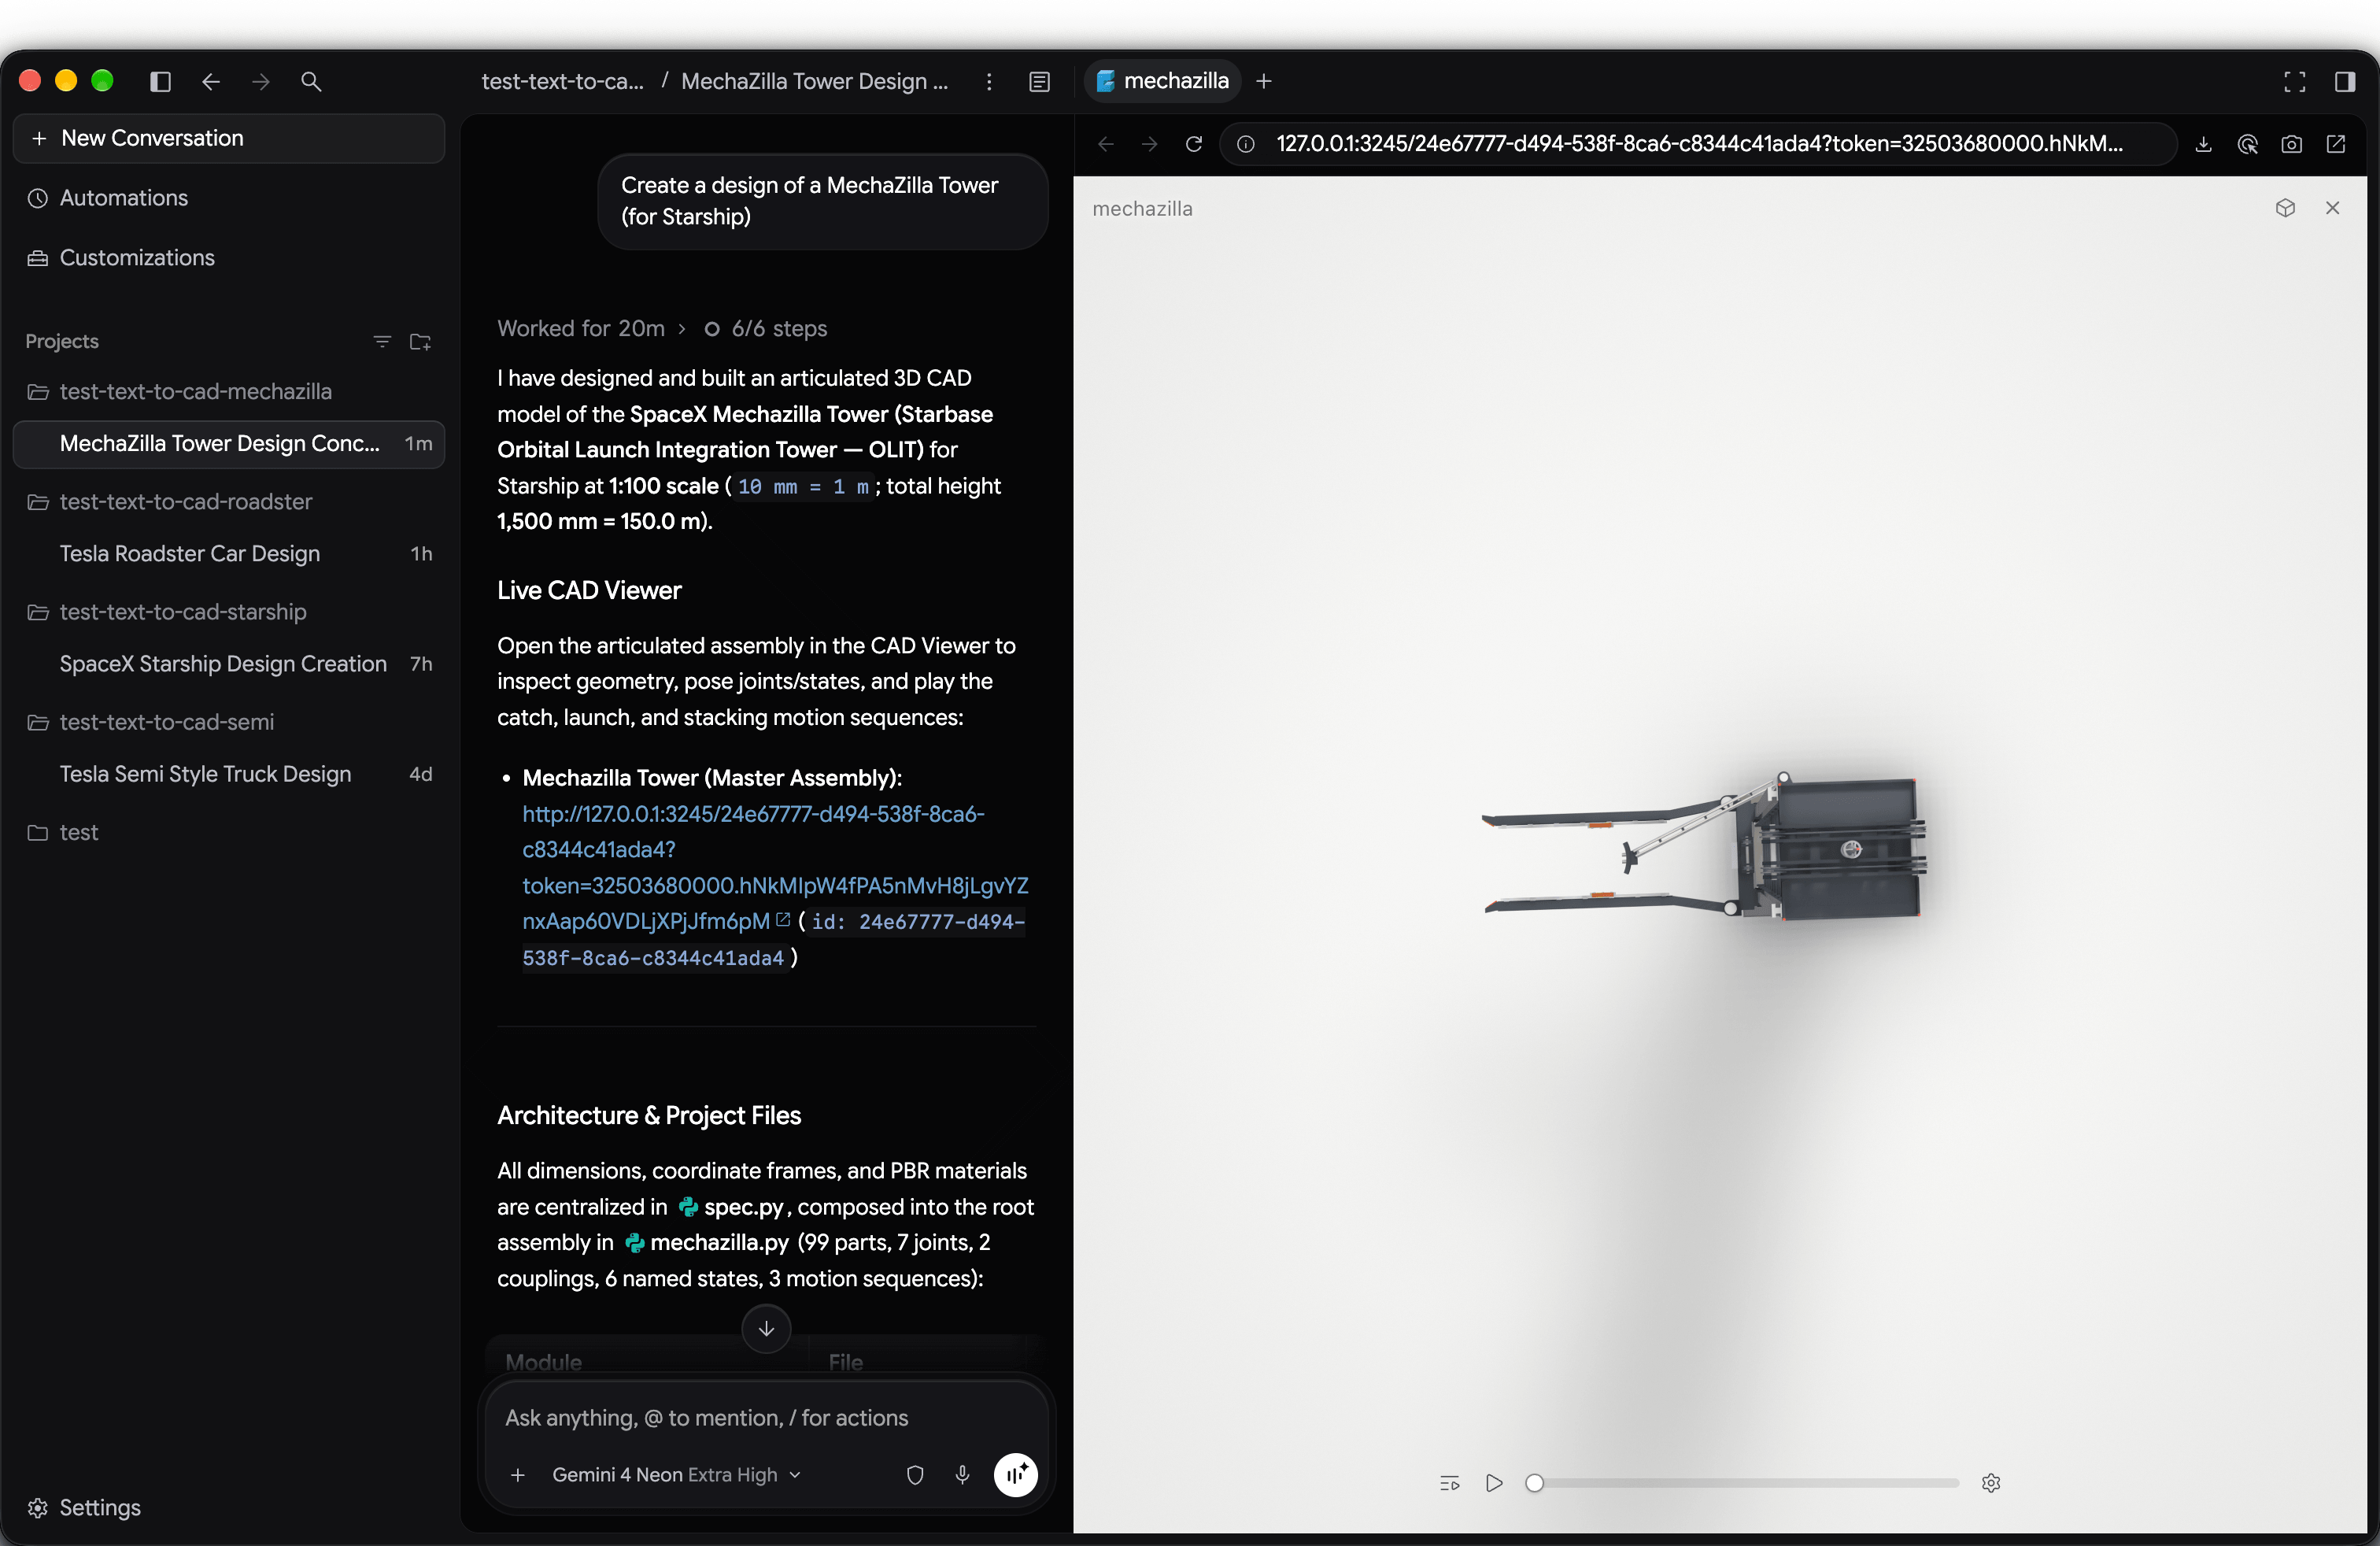 test-text-to-ca... / MechaZilla Tower Design ...
mechazilla
New Conversation
Automations
Customizations
Projects
test-text-to-cad-mechazilla
MechaZilla Tower Design Conc... 1m
test-text-to-cad-roadster
Tesla Roadster Car Design 1h
test-text-to-cad-starship
SpaceX Starship Design Creation 7h
test-text-to-cad-semi
Tesla Semi Style Truck Design 4d
test
Settings
Create a design of a MechaZilla Tower
(for Starship)
Worked for 20m > 6/6 steps
I have designed and built an articulated 3D CAD
model of the SpaceX Mechazilla Tower (Starbase
Orbital Launch Integration Tower — OLIT) for
Starship at 1:100 scale ( 10 mm = 1 m ; total height
1,500 mm = 150.0 m).
Live CAD Viewer
Open the articulated assembly in the CAD Viewer to
inspect geometry, pose joints/states, and play the
catch, launch, and stacking motion sequences:
• Mechazilla Tower (Master Assembly):
http://127.0.0.1:3245/24e67777-d494-538f-8ca6-
c8344c41ada4?
token=32503680000.hNkMIpW4fPA5nMvH8jLgvYZ
nxAap60VDLjXPjJfm6pM ( id: 24e67777-d494-
538f-8ca6-c8344c41ada4 )
Architecture & Project Files
All dimensions, coordinate frames, and PBR materials
are centralized in spec.py, composed into the root
assembly in mechazilla.py (99 parts, 7 joints, 2
couplings, 6 named states, 3 motion sequences):
Module File
Ask anything, @ to mention, / for actions
Gemini 4 Neon Extra High
127.0.0.1:3245/24e67777-d494-538f-8ca6-c8344c41ada4?token=32503680000.hNkM...
mechazilla